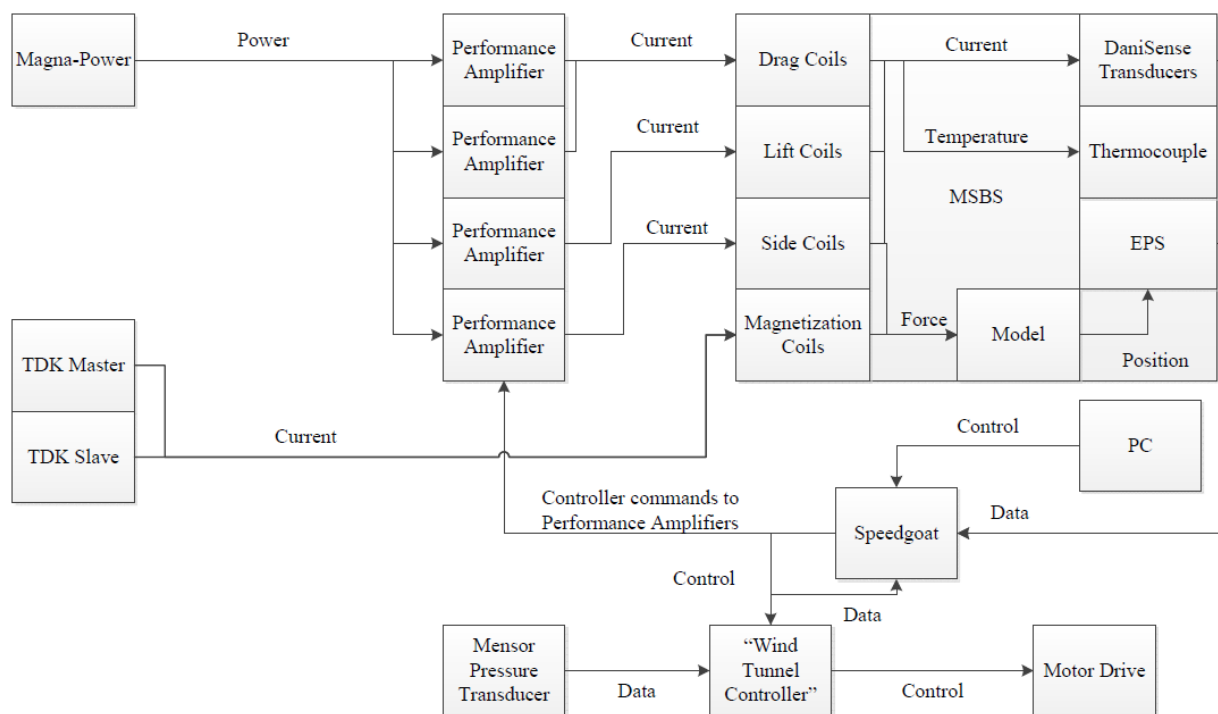 Magna-Power
Power
Performance
Amplifier
Current
Drag Coils
Current
DaniSense
Transducers
Performance
Amplifier
Current
Lift Coils
Temperature
Thermocouple
MSBS
Performance
Amplifier
Current
Side Coils
EPS
Performance
Amplifier
Magnetization
Coils
Force
Model
Position
TDK Master
TDK Slave
Current
Control
PC
Controller commands to
Performance Amplifiers
Speedgoat
Data
Control
Data
Mensor
Pressure
Transducer
Data
“Wind
Tunnel
Controller”
Control
Motor Drive